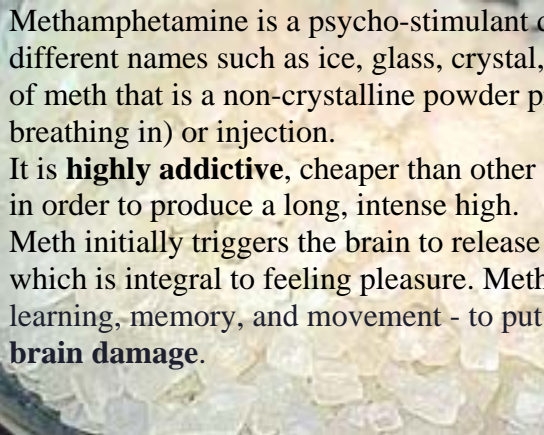 Methamphetamine is a psycho-stimulant
different names such as ice, glass, crystal,
of meth that is a non-crystalline powder
breathing in) or injection.
It is highly addictive, cheaper than other
in order to produce a long, intense high.
Meth initially triggers the brain to release
which is integral to feeling pleasure. Meth
learning, memory, and movement - to put
brain damage.